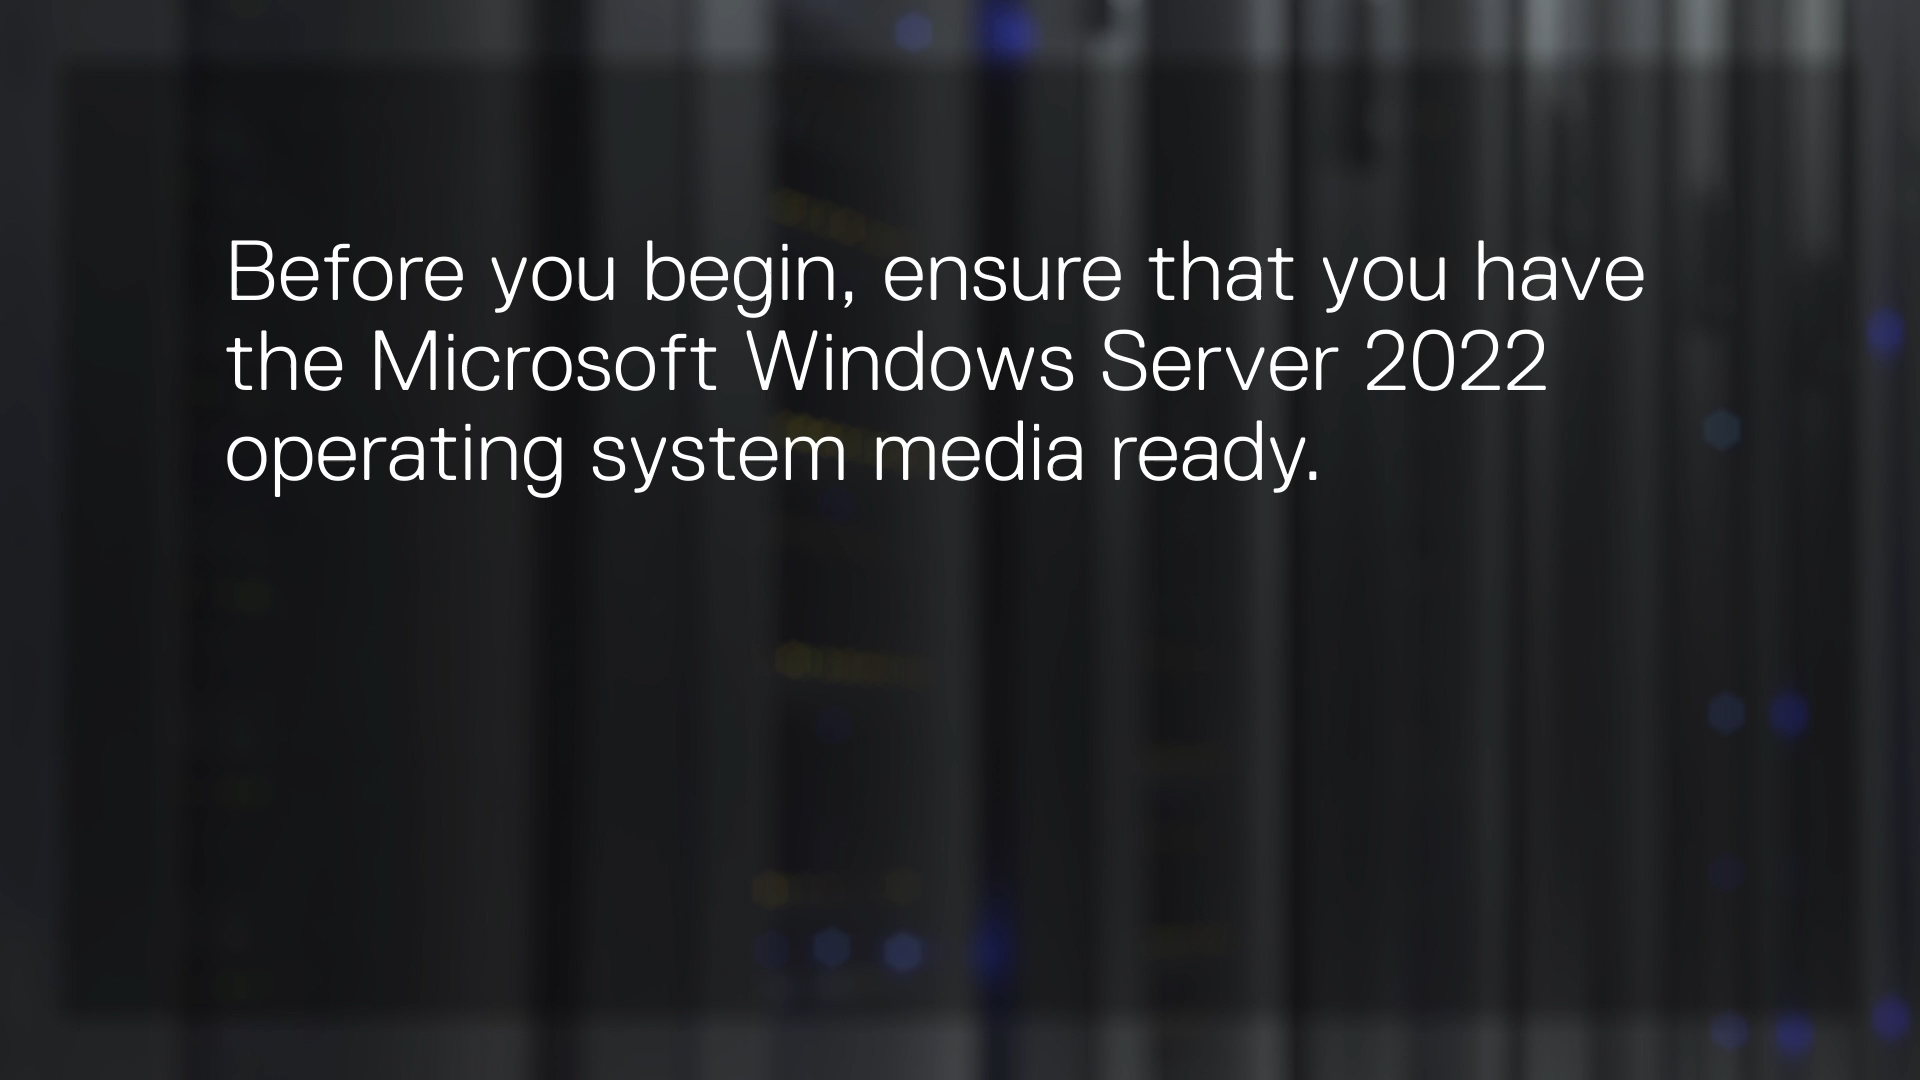 Before you begin, ensure that you have
the Microsoft Windows Server 2022
operating system media ready.